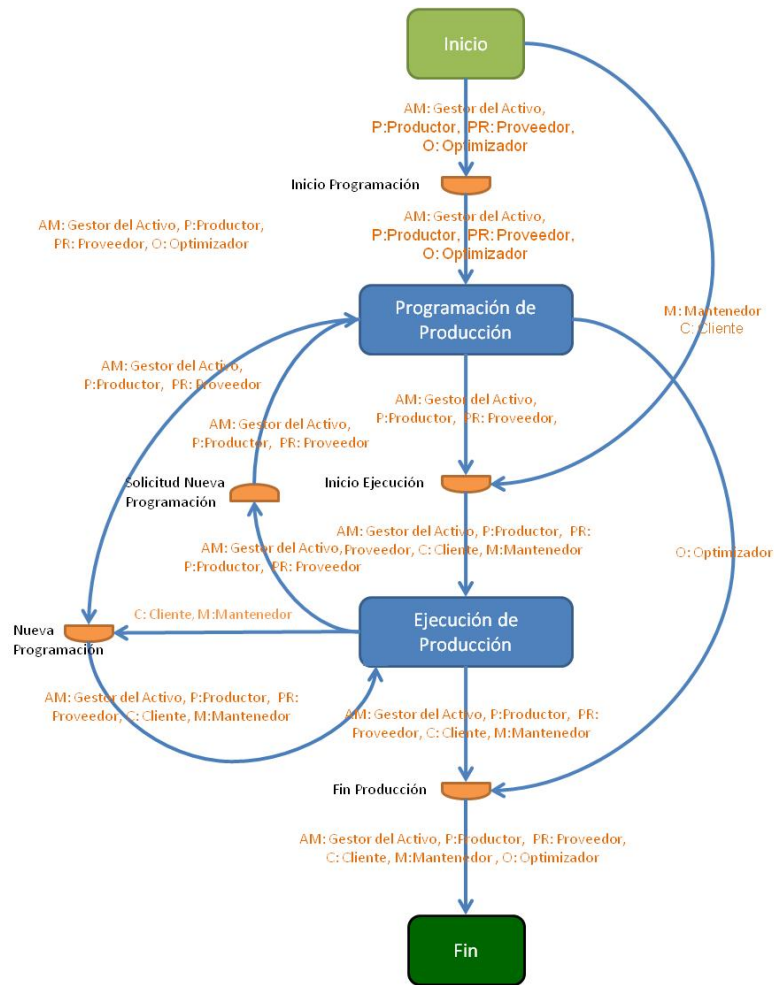 Inicio
AM: Gestor del Activo,
P:Productor, PR: Proveedor,
O: Optimizador
Inicio Programación
AM: Gestor del Activo,
P:Productor, PR: Proveedor,
O: Optimizador
AM: Gestor del Activo, P:Productor,
PR: Proveedor, O: Optimizador
Programación de
Producción
M: Mantenedor
C: Cliente
AM: Gestor del Activo,
P:Productor, PR: Proveedor
AM: Gestor del Activo,
P:Productor, PR: Proveedor,
AM: Gestor del Activo,
P:Productor, PR: Proveedor
Solicitud Nueva
Programación
Inicio Ejecución
AM: Gestor del Activo, P:Productor, PR:
Proveedor, C: Cliente, M:Mantenedor
AM: Gestor del Activo,
P:Productor, PR: Proveedor
O: Optimizador
C: Cliente, M:Mantenedor
Ejecución de
Producción
Nueva
Programación
AM: Gestor del Activo, P:Productor, PR:
Proveedor, C: Cliente, M:Mantenedor
AM: Gestor del Activo, P:Productor, PR:
Proveedor, C: Cliente, M:Mantenedor
Fin Producción
AM: Gestor del Activo, P:Productor, PR: Proveedor,
C: Cliente, M:Mantenedor , O: Optimizador
Fin